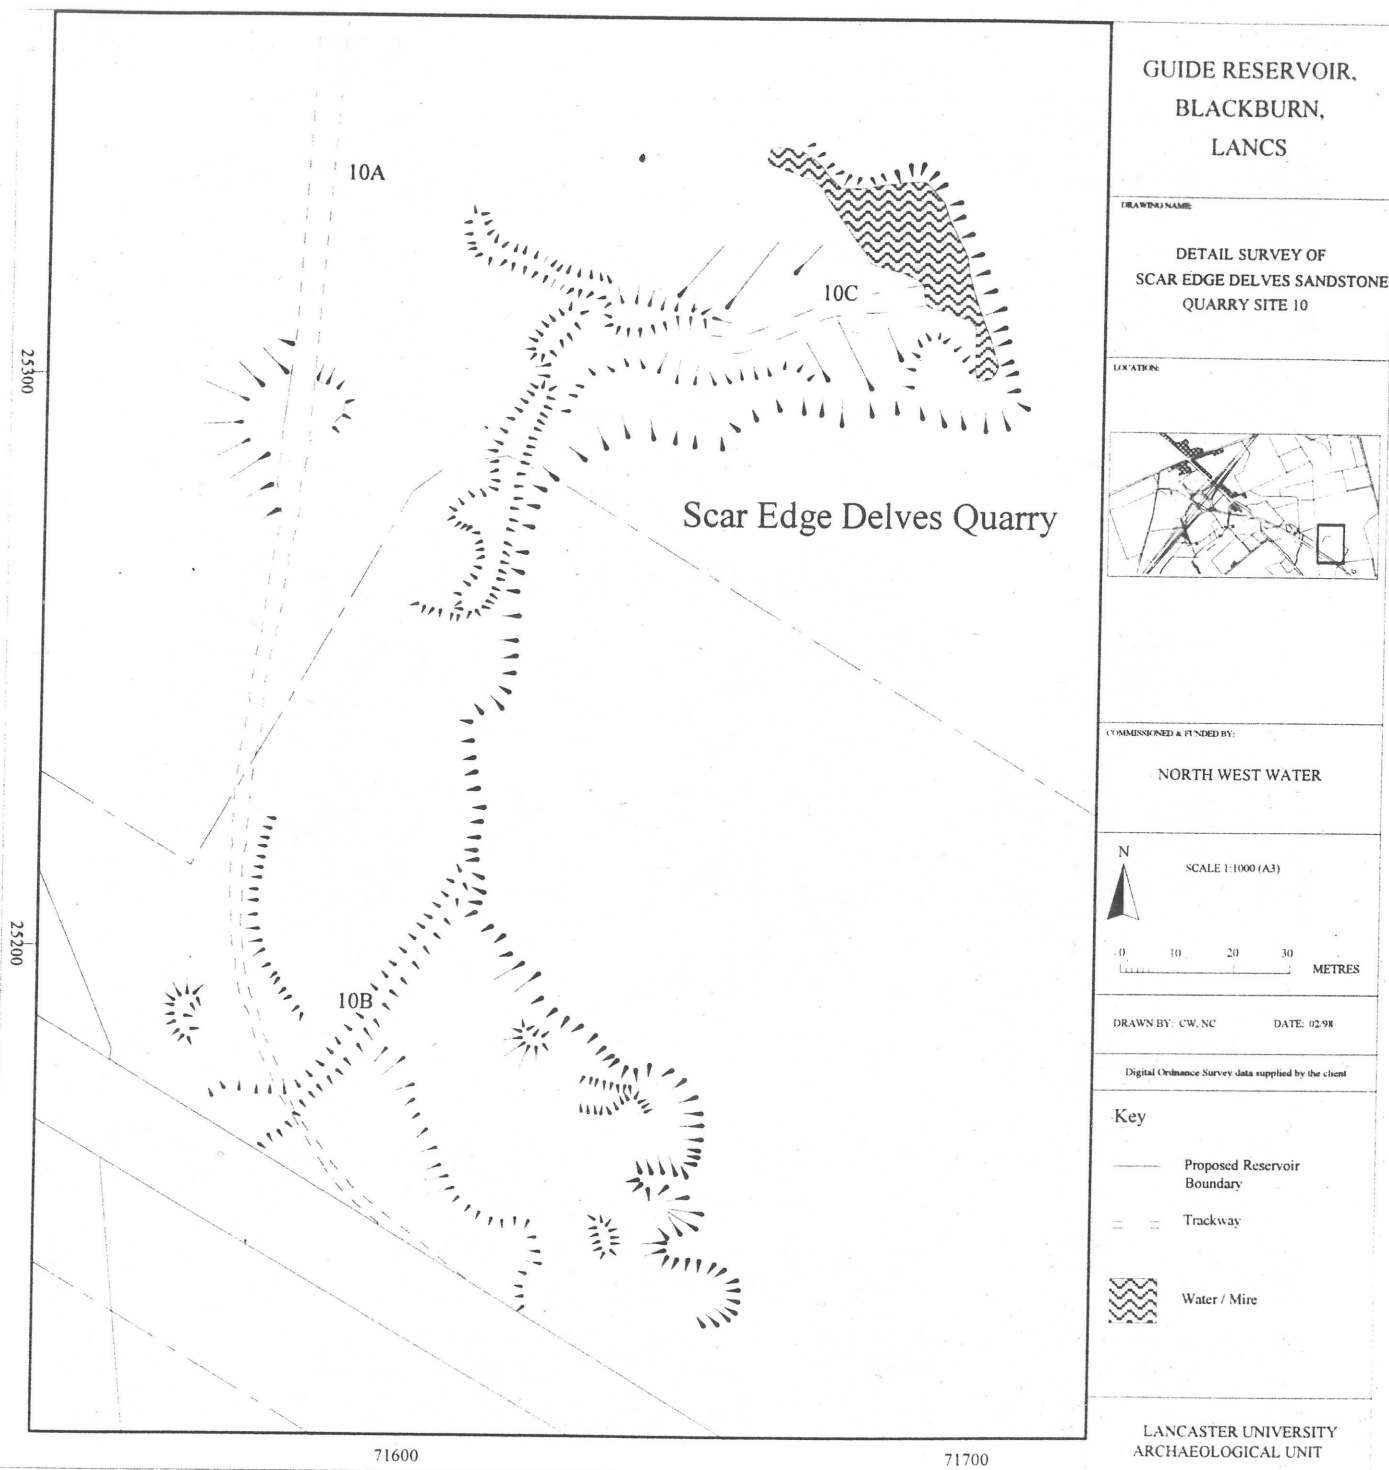 10A
10C
25300
Scar Edge Delves Quarry
25200
10B
71600
71700
GUIDE RESERVOIR,
BLACKBURN,
LANCS
DRAWING NAME:
DETAIL SURVEY OF
SCAR EDGE DELVES SANDSTONE
QUARRY SITE 10
LOCATION:
COMMISSIONED & FUNDED BY:
NORTH WEST WATER
N
SCALE 1:1000 (A3)
0 10 20 30
METRES
DRAWN BY: CW, NC DATE: 02/98
Digital Ordnance Survey data supplied by the client
Key
Proposed Reservoir
Boundary
Trackway
Water / Mire
LANCASTER UNIVERSITY
ARCHAEOLOGICAL UNIT